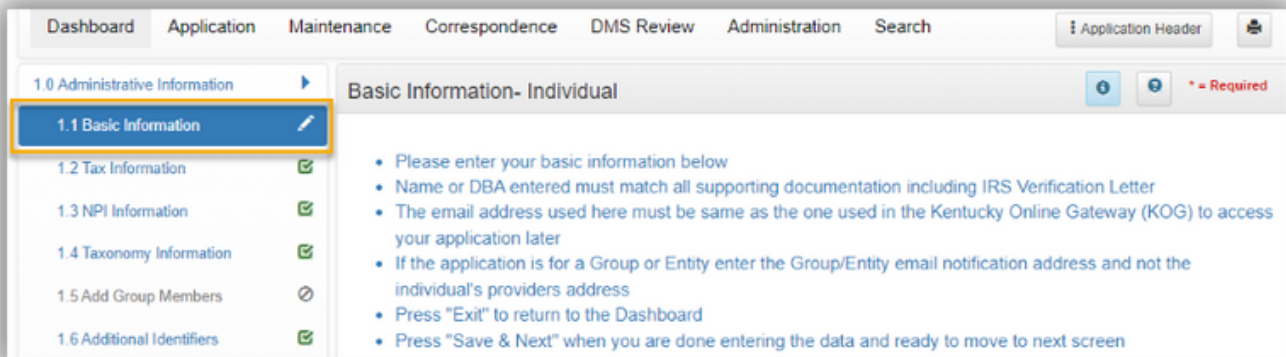 Dashboard Application Maintenance Correspondence DMS Review Administration Search Application Header
1.0 Administrative Information
Basic Information- Individual
* = Required
1.1 Basic Information
1.2 Tax Information
1.3 NPI Information
1.4 Taxonomy Information
1.5 Add Group Members
1.6 Additional Identifiers
• Please enter your basic information below
• Name or DBA entered must match all supporting documentation including IRS Verification Letter
• The email address used here must be same as the one used in the Kentucky Online Gateway (KOG) to access
your application later
• If the application is for a Group or Entity enter the Group/Entity email notification address and not the
individual's providers address
• Press "Exit" to return to the Dashboard
• Press "Save & Next" when you are done entering the data and ready to move to next screen